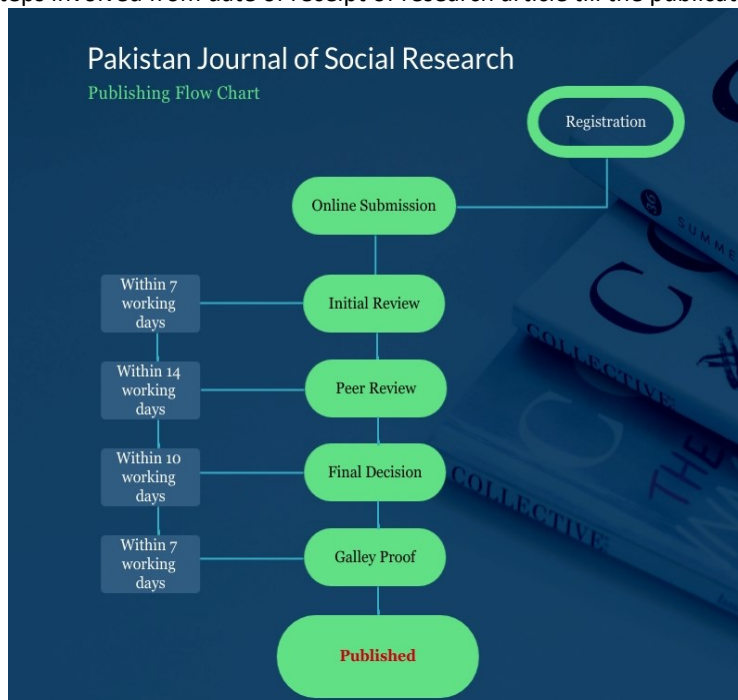 Pakistan Journal of Social Research
Publishing Flow Chart
Registration
Online Submission
Within 7
working
days
Initial Review
Within 14
working
days
Peer Review
Within 10
working
days
Final Decision
Within 7
working
days
Galley Proof
Published
36
SUMME
COLLECTIVE
COLLECTIVE
THE